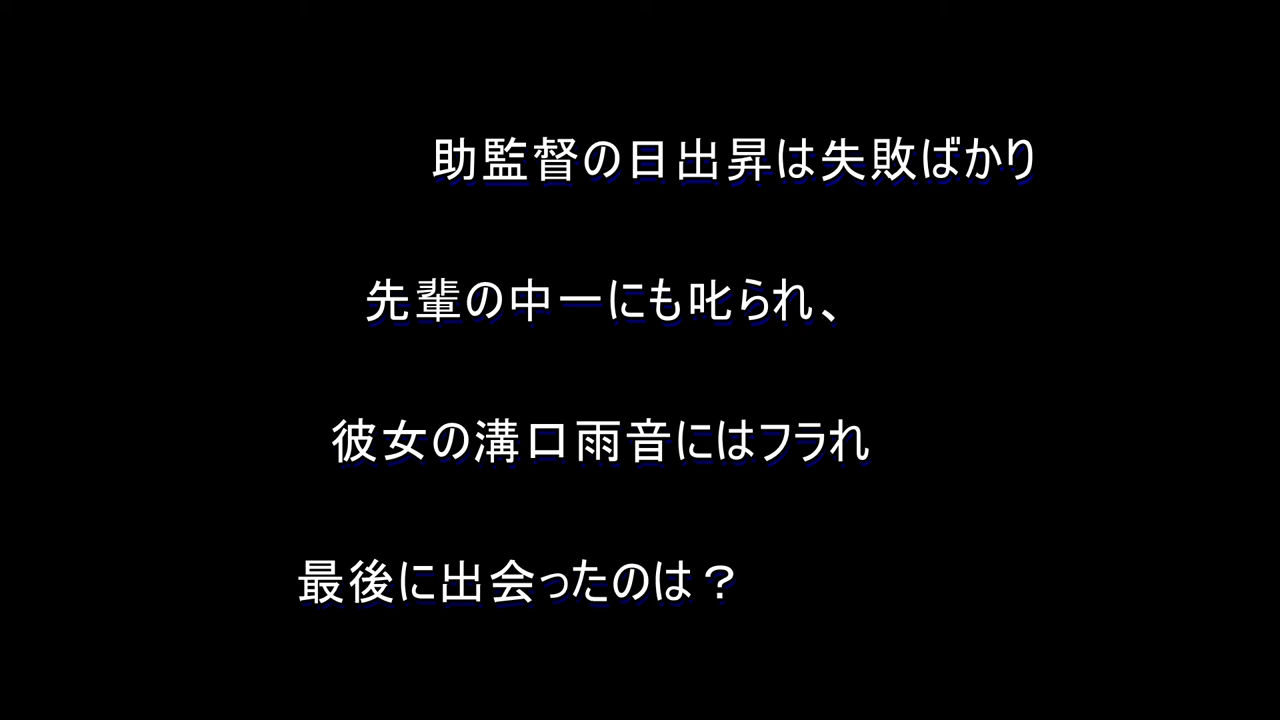 助監督の日出昇は失敗ばかり
先輩の中一にも叱られ、
彼女の溝口雨音にはフラれ
最後に出会ったのは？